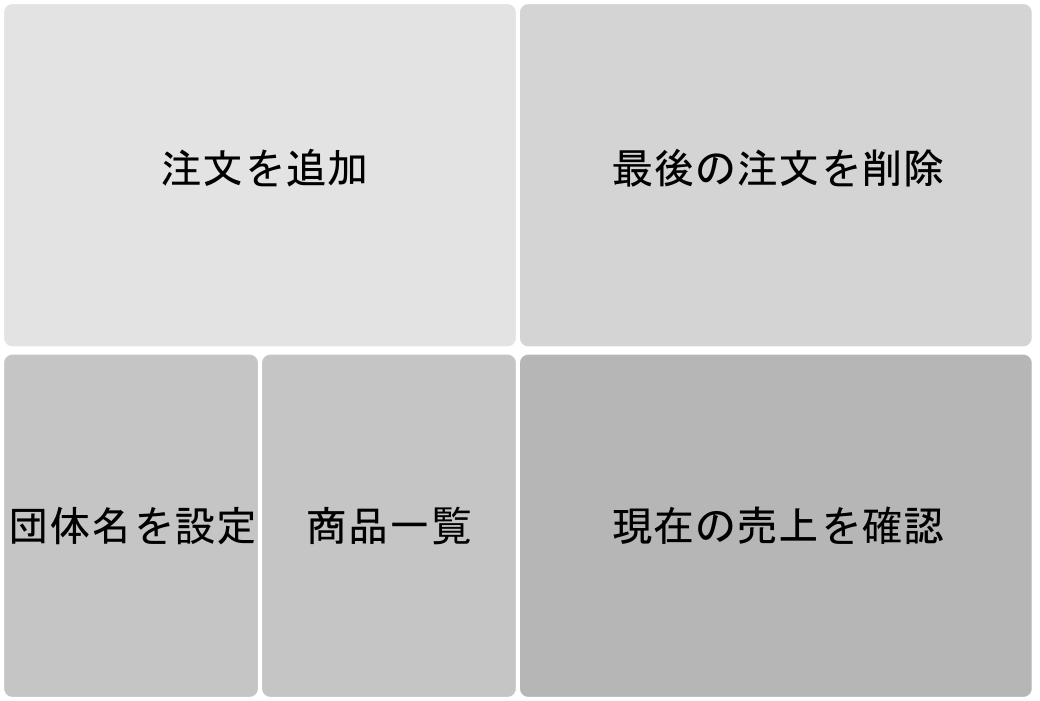 注文を追加
最後の注文を削除
団体名を設定
商品一覧
現在の売上を確認